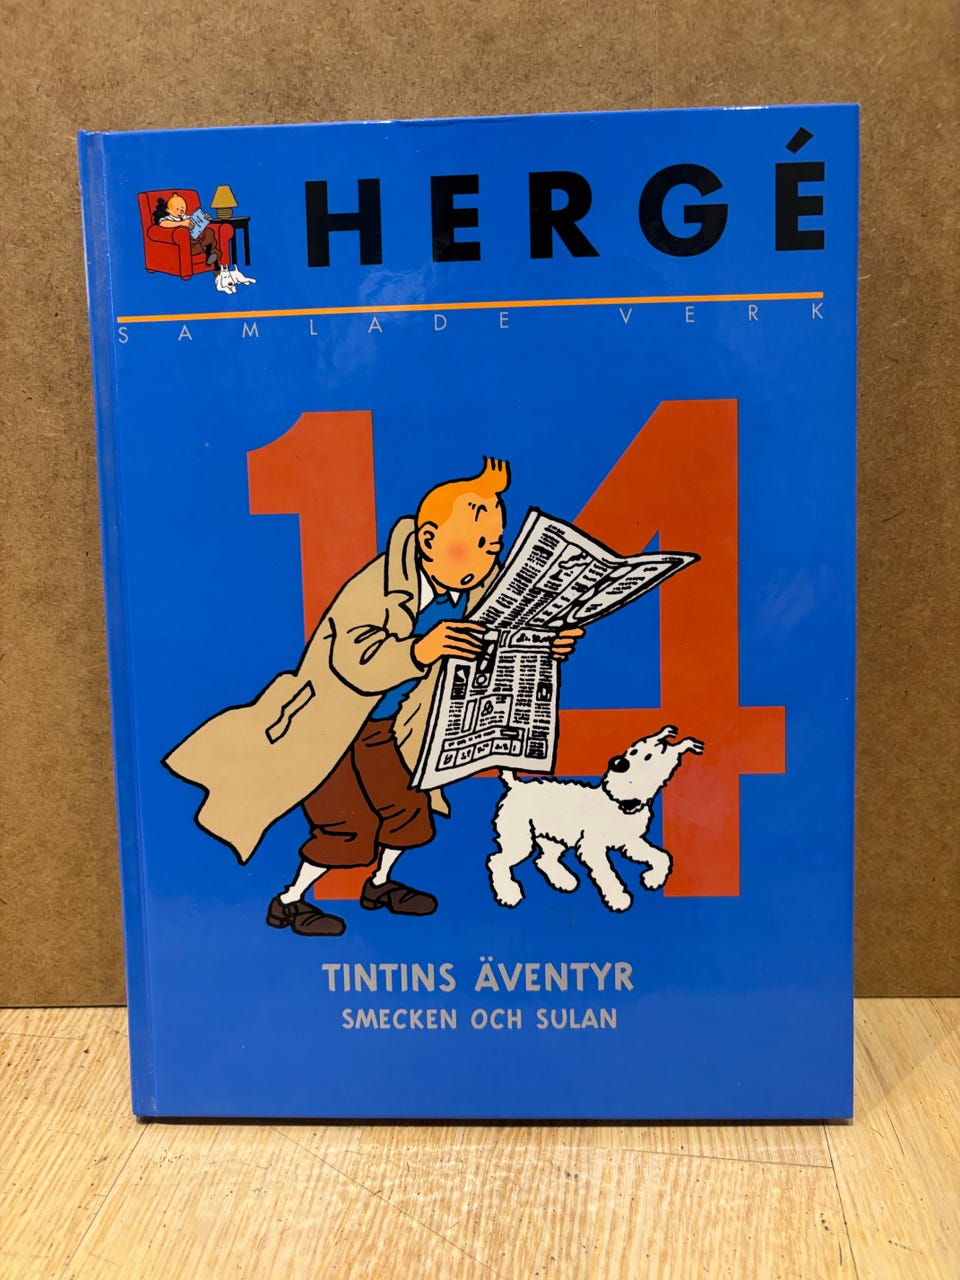 HERGÉ
SAMLADE VERK
14
TINTINS ÄVENTYR
SMECKEN OCH SULAN